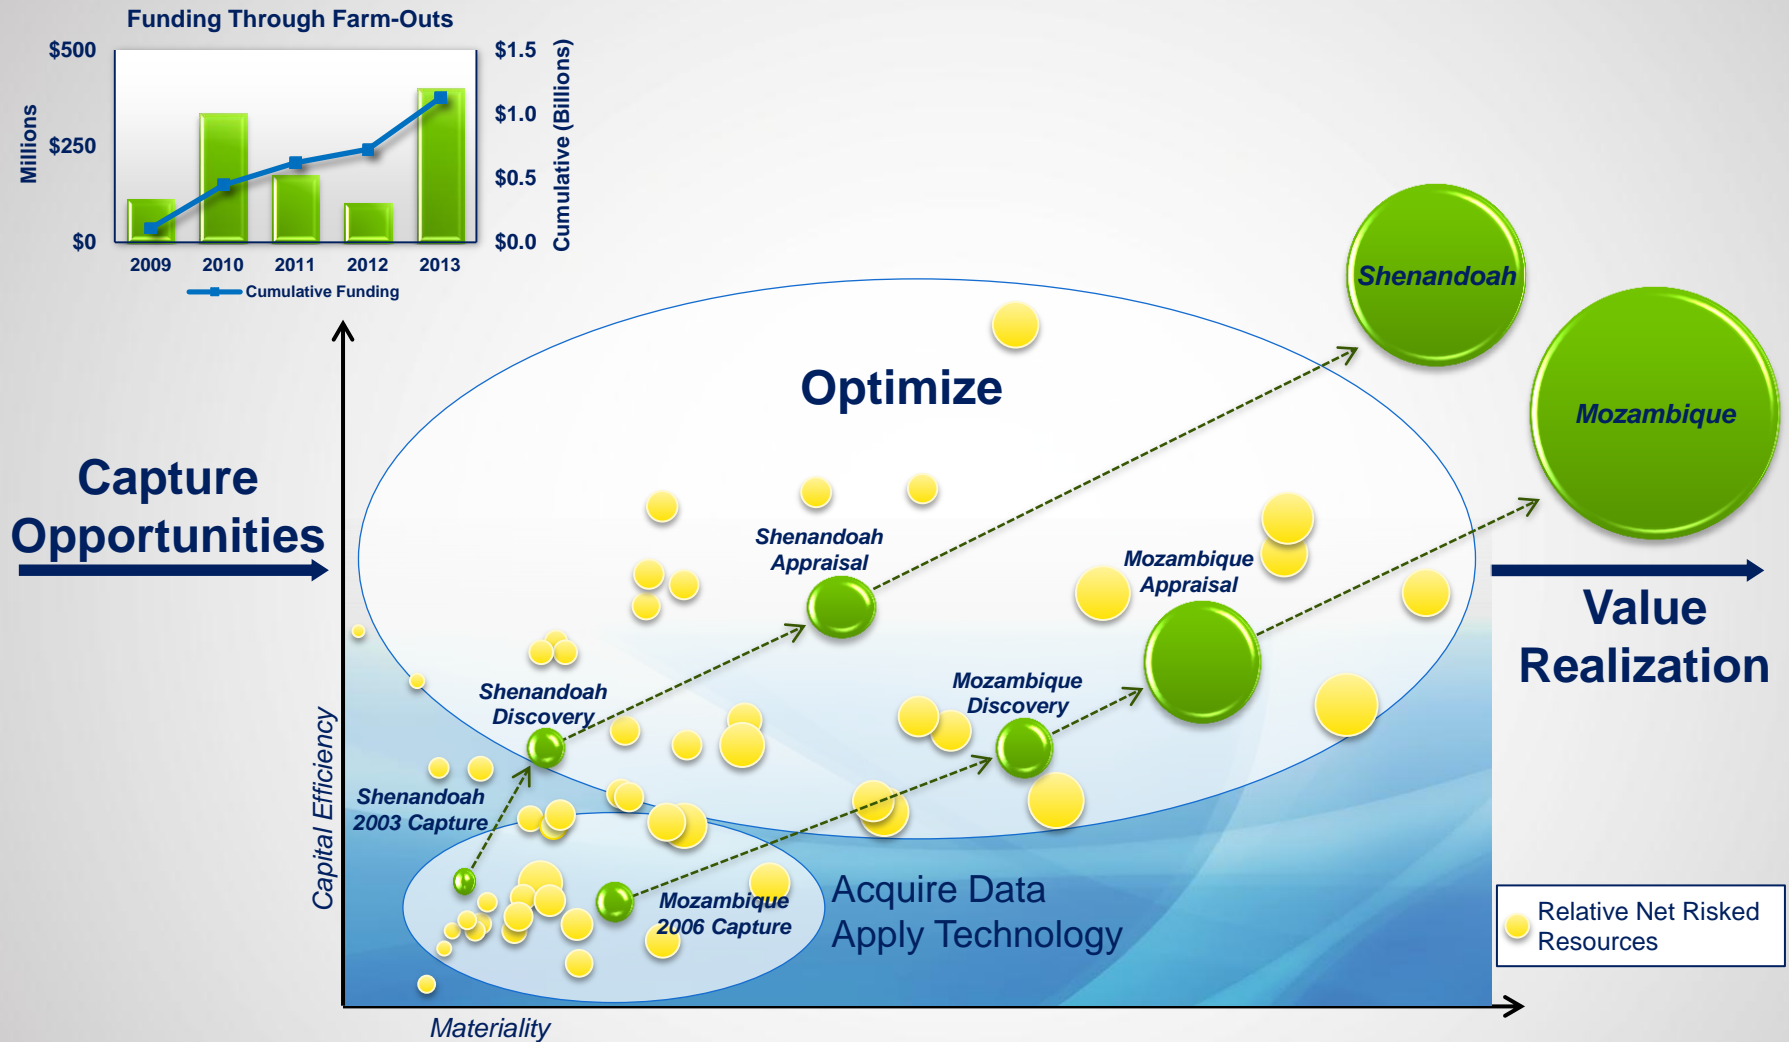 Funding Through Farm-Outs
$500
$250
$0
Millions
$1.5
$1.0
$0.5
$0.0
Cumulative (Billions)
2009
2010
2011
2012
2013
Cumulative Funding
Capture
Opportunities
Optimize
Shenandoah
Mozambique
Shenandoah
Appraisal
Mozambique
Appraisal
Value
Realization
Shenandoah
Discovery
Mozambique
Discovery
Shenandoah
2003 Capture
Mozambique
2006 Capture
Acquire Data
Apply Technology
Capital Efficiency
Materiality
Relative Net Risked
Resources